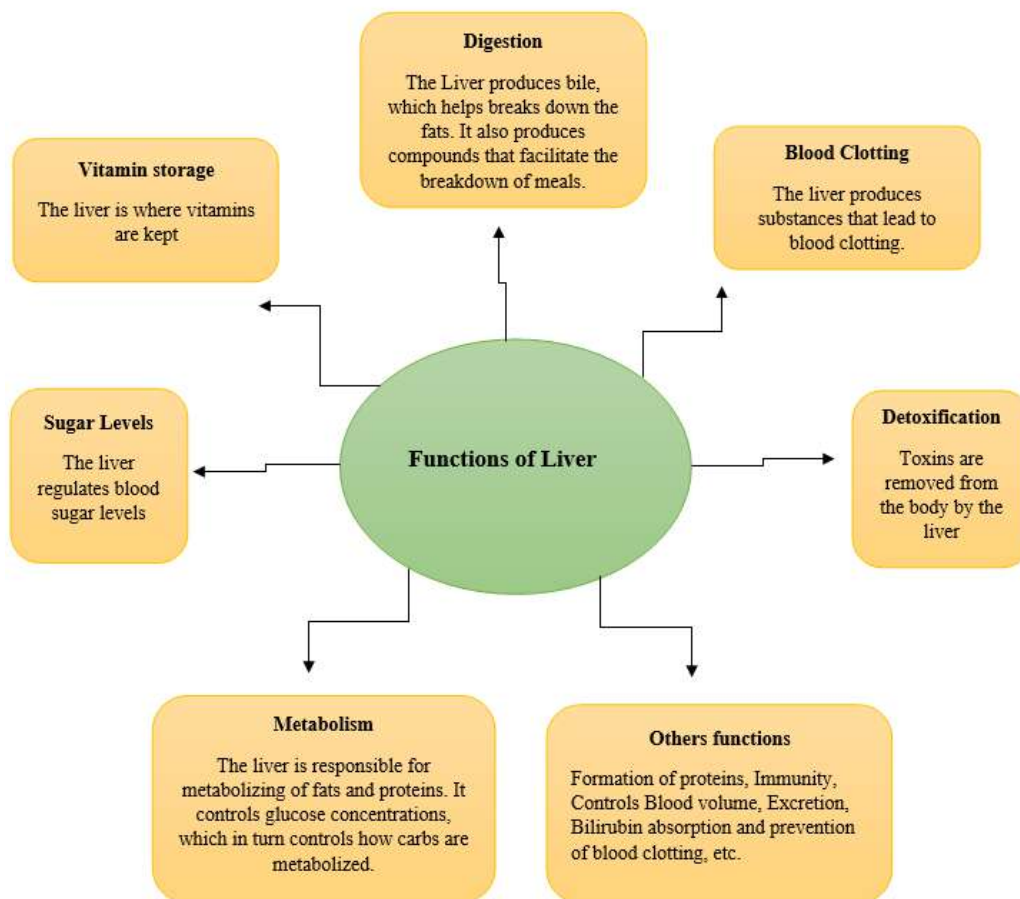 Digestion
The Liver produces bile,
which helps breaks down the
fats. It also produces
compounds that facilitate the
breakdown of meals.
Vitamin storage
The liver is where vitamins
are kept
Blood Clotting
The liver produces
substances that lead to
blood clotting.
Sugar Levels
The liver
regulates blood
sugar levels
Functions of Liver
Detoxification
Toxins are
removed from
the body by the
liver
Metabolism
The liver is responsible for
metabolizing of fats and proteins. It
controls glucose concentrations,
which in turn controls how carbs are
metabolized.
Others functions
Formation of proteins, Immunity,
Controls Blood volume, Excretion,
Bilirubin absorption and prevention
of blood clotting, etc.